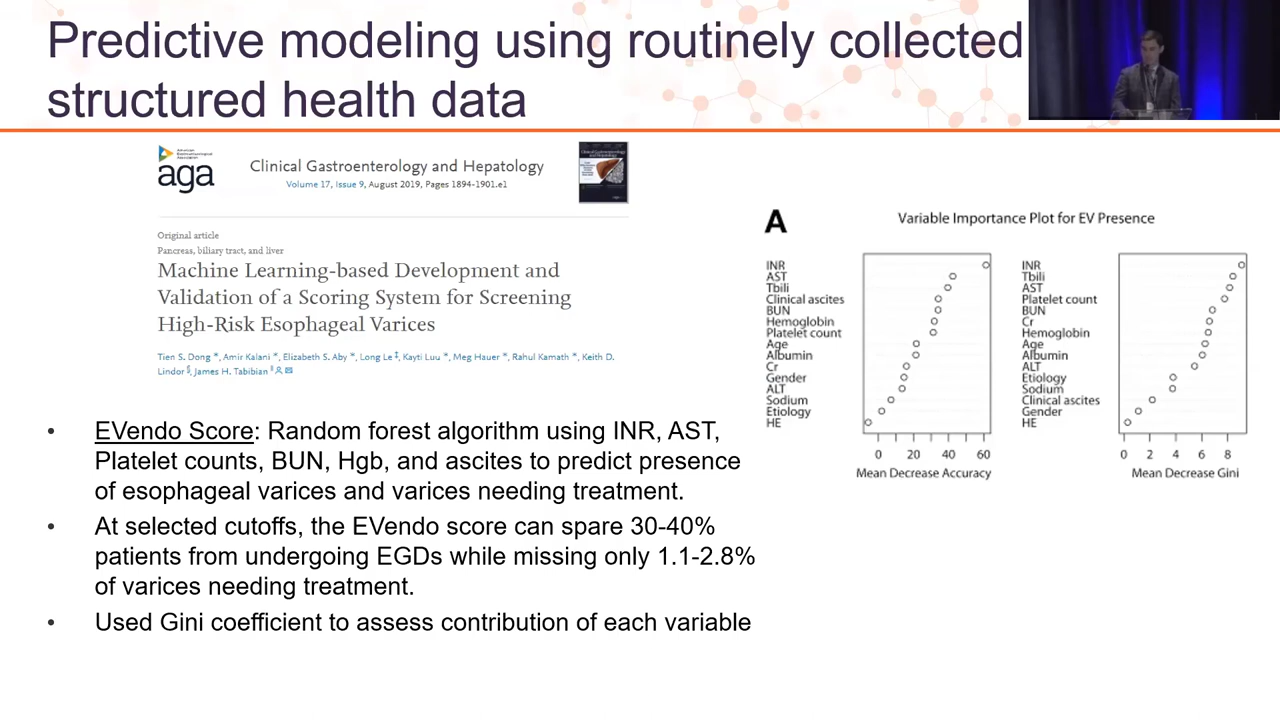 Predictive modeling using routinely collected
structured health data
American
Gastroenterological
Association
aga
Clinical Gastroenterology and Hepatology
Volume 17, Issue 9, August 2019, Pages 1894-1901.e1
Original article
Pancreas, biliary tract, and liver
Machine Learning-based Development and
Validation of a Scoring System for Screening
High-Risk Esophageal Varices
Tien S. Dong *, Amir Kalani *, Elizabeth S. Aby *, Long Le ‡, Kayti Luu *, Meg Hauer *, Rahul Kamath *, Keith D.
Lindor §, James H. Tabibian ‖
• EVendo Score: Random forest algorithm using INR, AST,
Platelet counts, BUN, Hgb, and ascites to predict presence
of esophageal varices and varices needing treatment.
• At selected cutoffs, the EVendo score can spare 30-40%
patients from undergoing EGDs while missing only 1.1-2.8%
of varices needing treatment.
• Used Gini coefficient to assess contribution of each variable
A
Variable Importance Plot for EV Presence
INR
AST
Tbili
Clinical ascites
BUN
Hemoglobin
Platelet count
Age
Albumin
Cr
Gender
ALT
Sodium
Etiology
HE
0 20 40 60
Mean Decrease Accuracy
INR
Tbili
AST
Platelet count
BUN
Cr
Hemoglobin
Age
Albumin
ALT
Etiology
Sodium
Clinical ascites
Gender
HE
0 2 4 6 8
Mean Decrease Gini